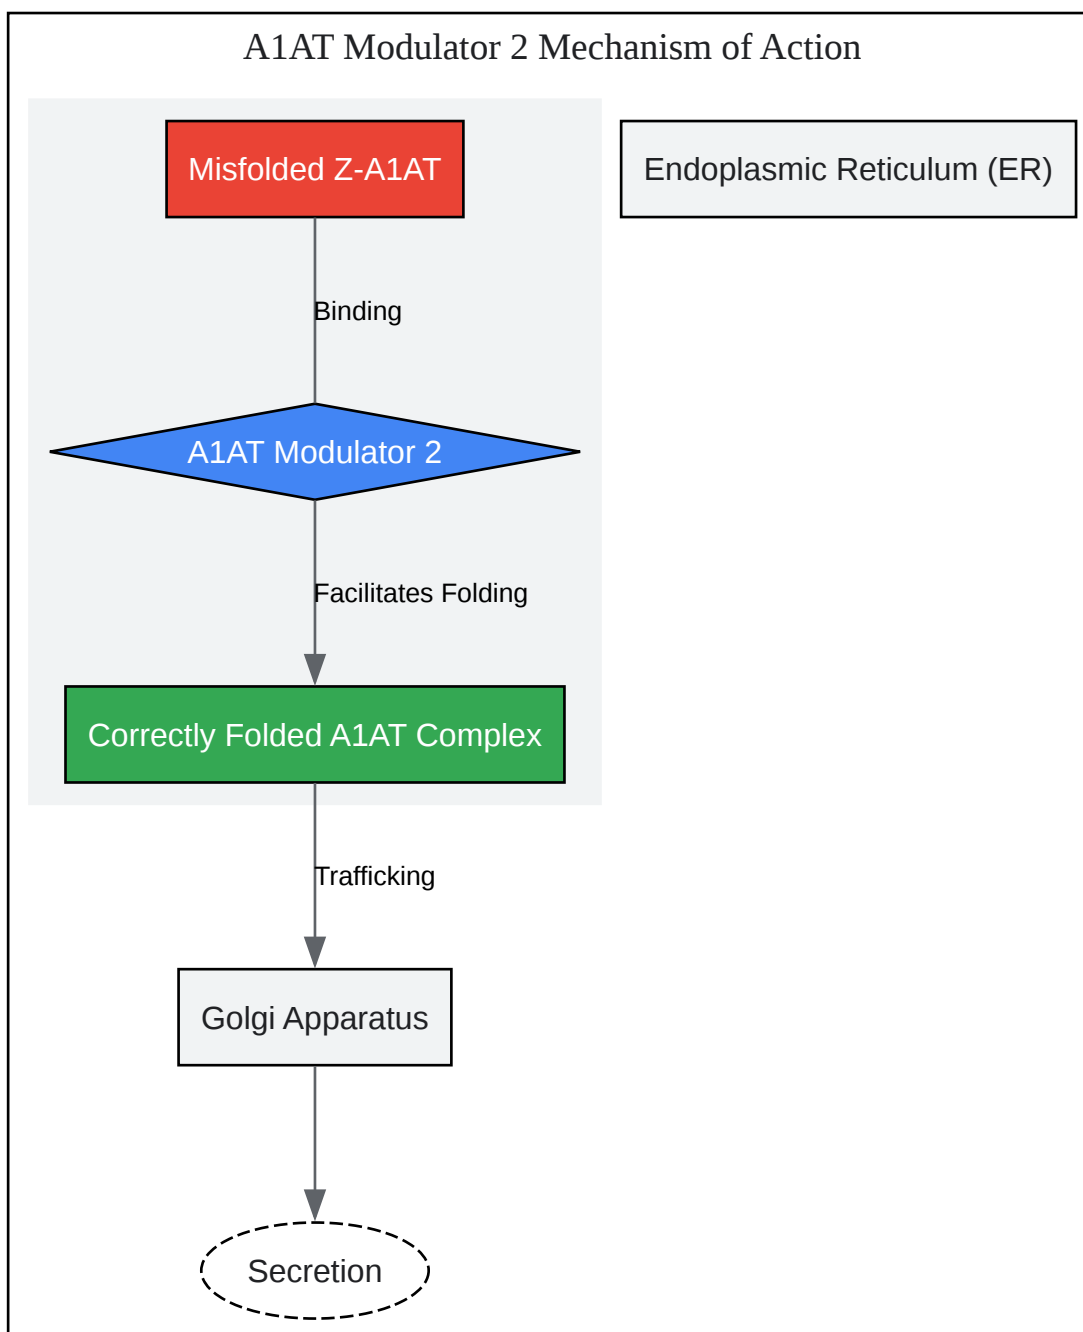 A1AT Modulator 2 Mechanism of Action
Misfolded Z-A1AT
Endoplasmic Reticulum (ER)
Binding
A1AT Modulator 2
Facilitates Folding
Correctly Folded A1AT Complex
Trafficking
Golgi Apparatus
Secretion